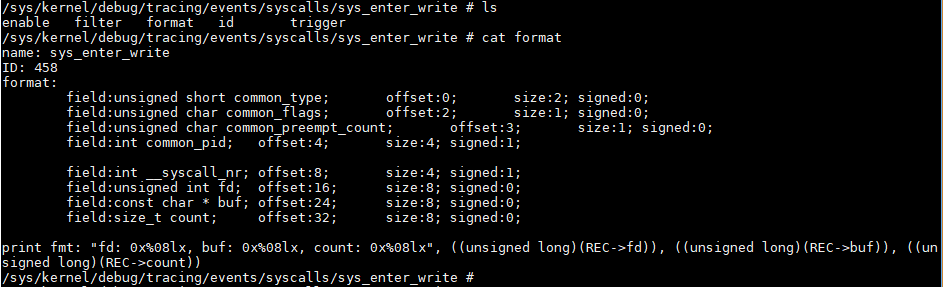 /sys/kernel/debug/tracing/events/syscalls/sys_enter_write # ls
enable   filter   format   id       trigger
/sys/kernel/debug/tracing/events/syscalls/sys_enter_write # cat format
name: sys_enter_write
ID: 458
format:
        field:unsigned short common_type;       offset:0;       size:2; signed:0;
        field:unsigned char common_flags;       offset:2;       size:1; signed:0;
        field:unsigned char common_preempt_count;       offset:3;       size:1; signed:0;
        field:int common_pid;   offset:4;       size:4; signed:1;

        field:int __syscall_nr; offset:8;       size:4; signed:1;
        field:unsigned int fd;  offset:16;      size:8; signed:0;
        field:const char * buf; offset:24;      size:8; signed:0;
        field:size_t count;     offset:32;      size:8; signed:0;

print fmt: "fd: 0x%08lx, buf: 0x%08lx, count: 0x%08lx", ((unsigned long)(REC->fd)), ((unsigned long)(REC->buf)), ((un
signed long)(REC->count))
/sys/kernel/debug/tracing/events/syscalls/sys_enter_write #